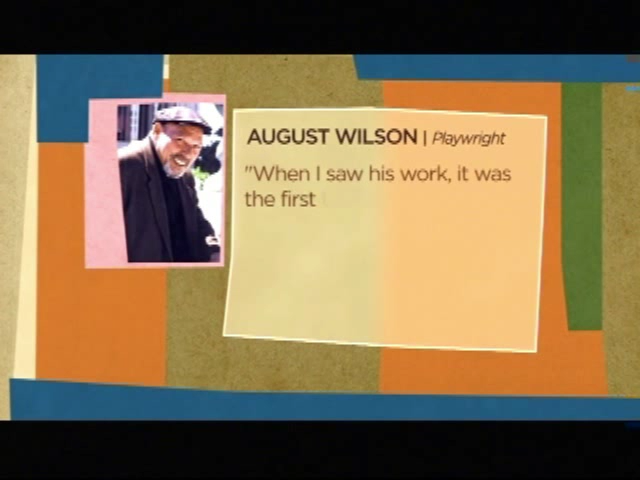 AUGUST WILSON | Playwright
"When I saw his work, it was
the first